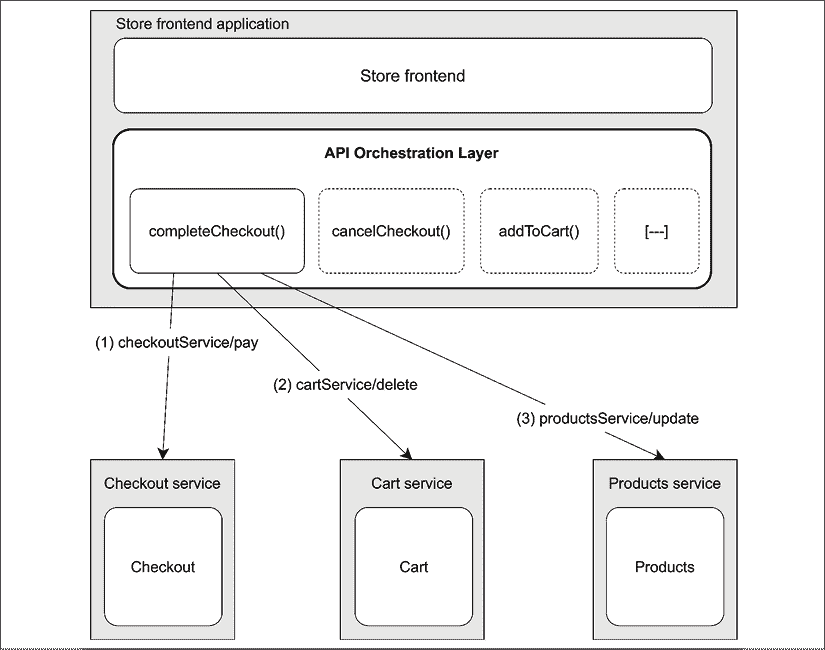 Store frontend application
Store frontend
API Orchestration Layer
completeCheckout()
cancelCheckout()
addToCart()
[---]
(1) checkoutService/pay
(2) cartService/delete
(3) productsService/update
Checkout service
Cart service
Products service
Checkout
Cart
Products